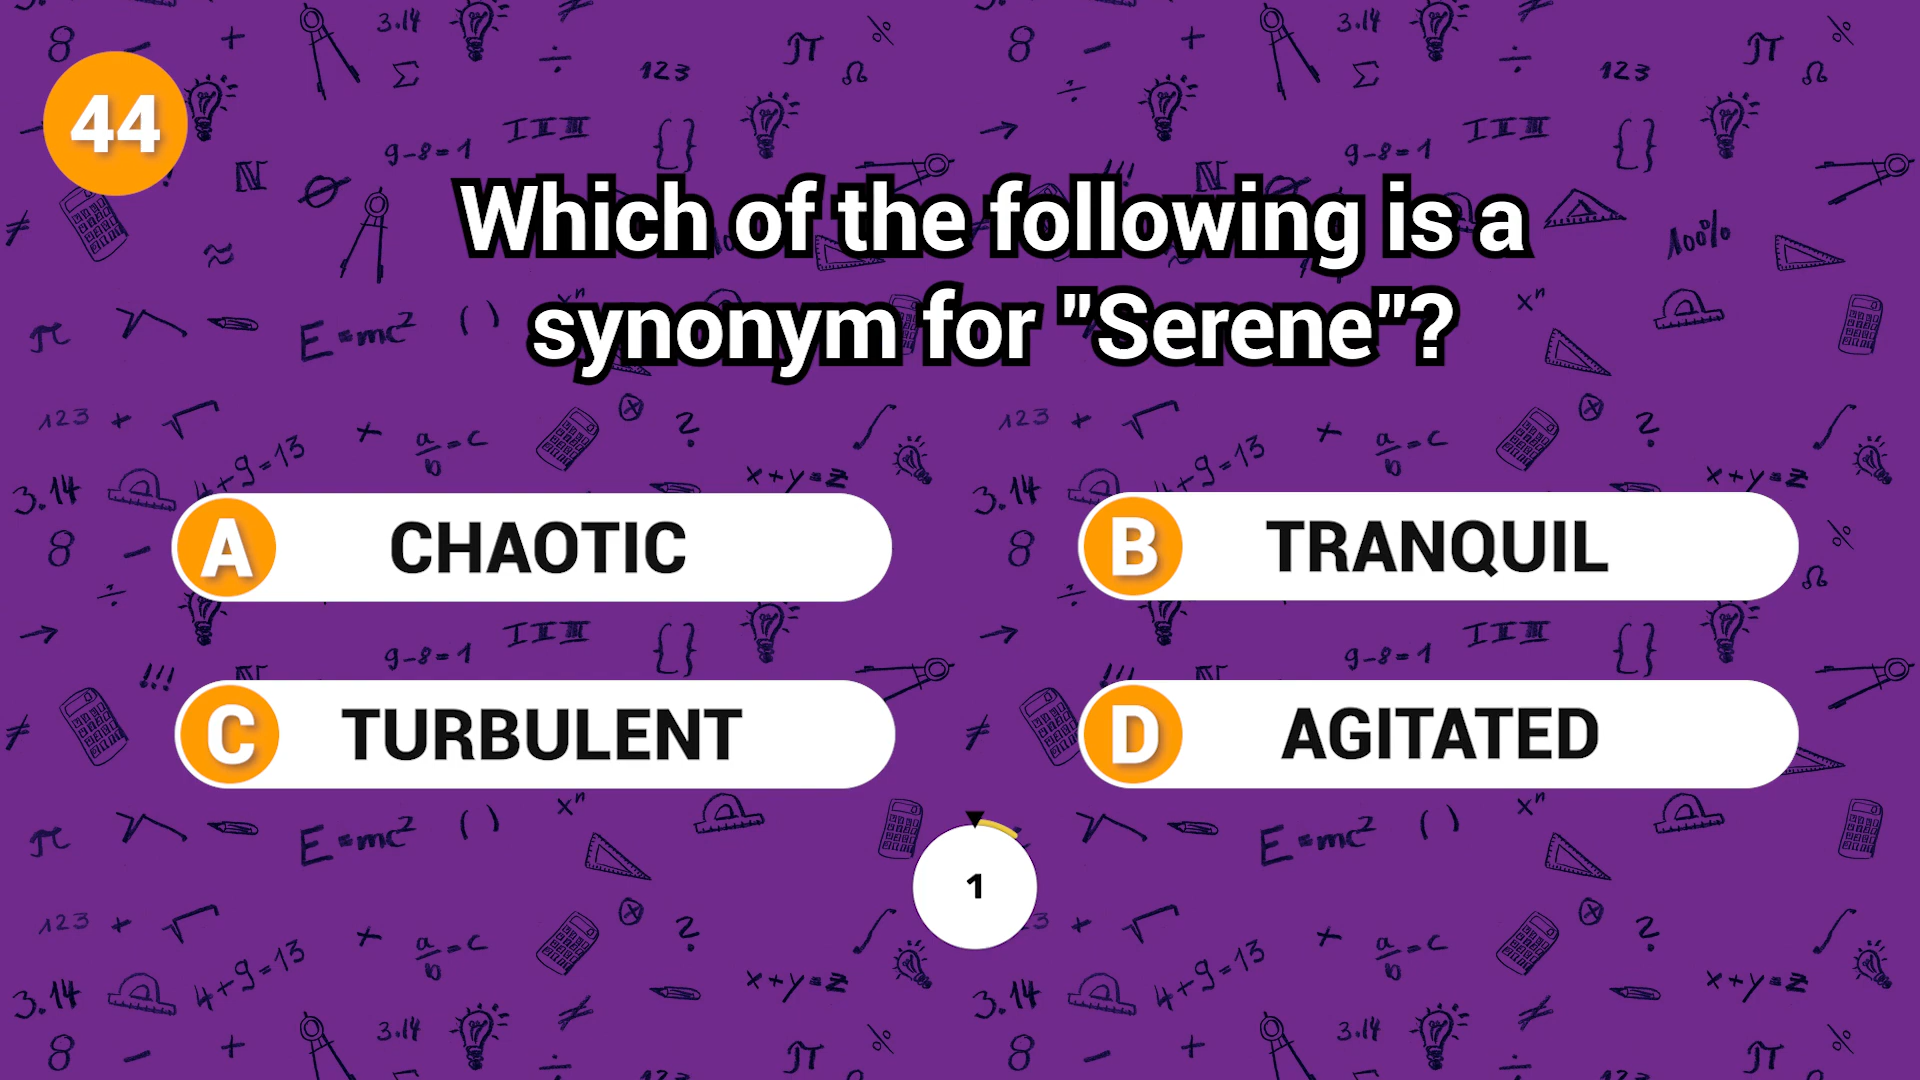 44
Which of the following is a
synonym for "Serene"?
A CHAOTIC
B TRANQUIL
C TURBULENT
D AGITATED
1